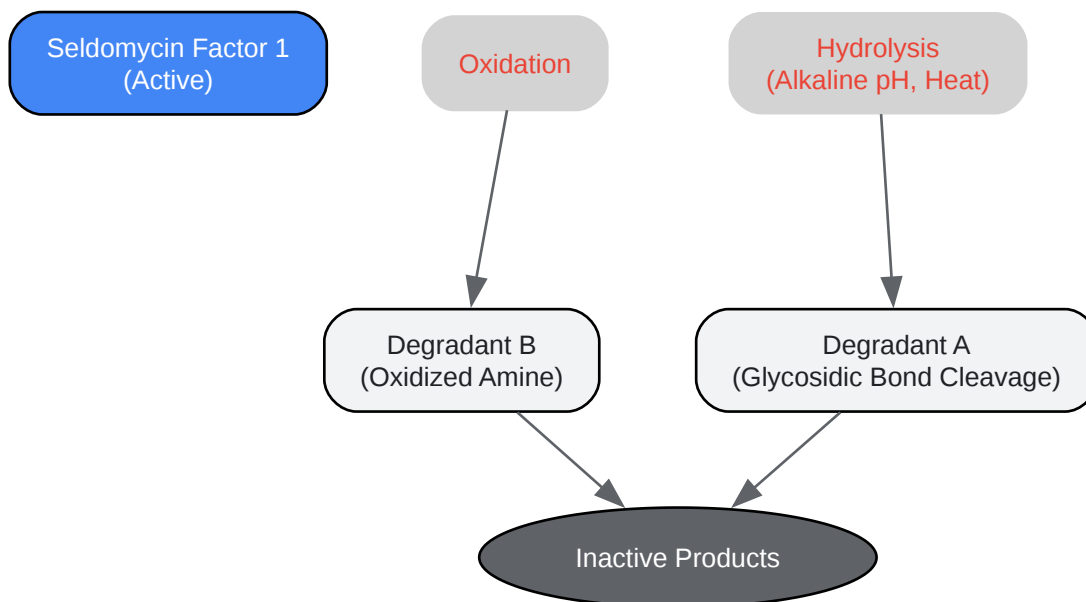 Seldomycin Factor 1
(Active)
Oxidation
Hydrolysis
(Alkaline pH, Heat)
Degradant B
(Oxidized Amine)
Degradant A
(Glycosidic Bond Cleavage)
Inactive Products